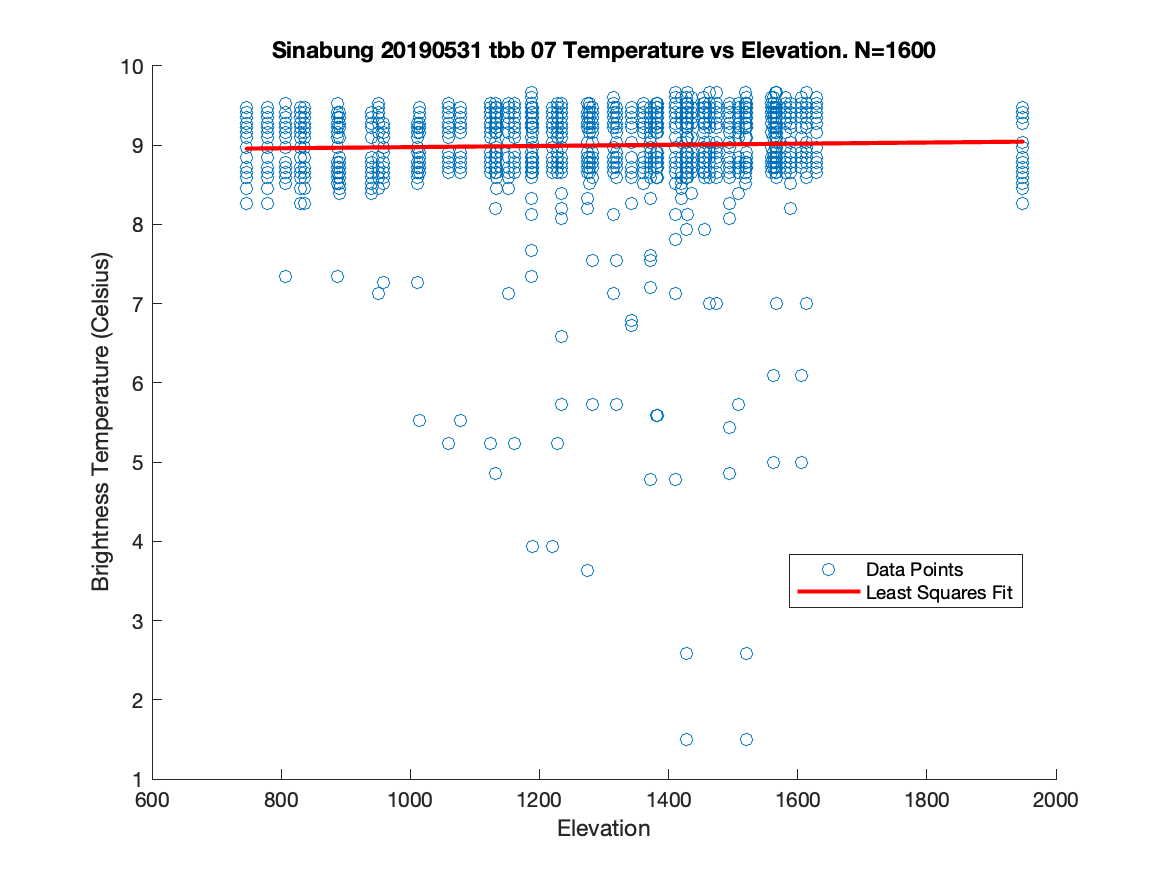 Sinabung 20190531 tbb 07 Temperature vs Elevation. N=1600
10
9
8
7
6
5
4
3
2
1
Brightness Temperature (Celsius)
Data Points
Least Squares Fit
600 800 1000 1200 1400 1600 1800 2000
Elevation